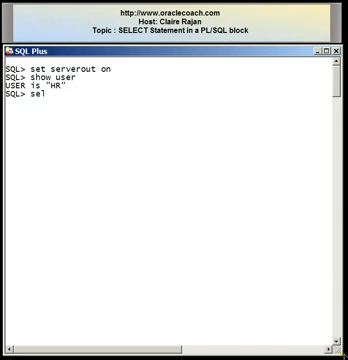 http://www.oraclecoach.com
Host: Claire Rajan
Topic : SELECT Statement in a PL/SQL block
SQL Plus
SQL> set serverout on
SQL> show user
USER is "HR"
SQL> sel